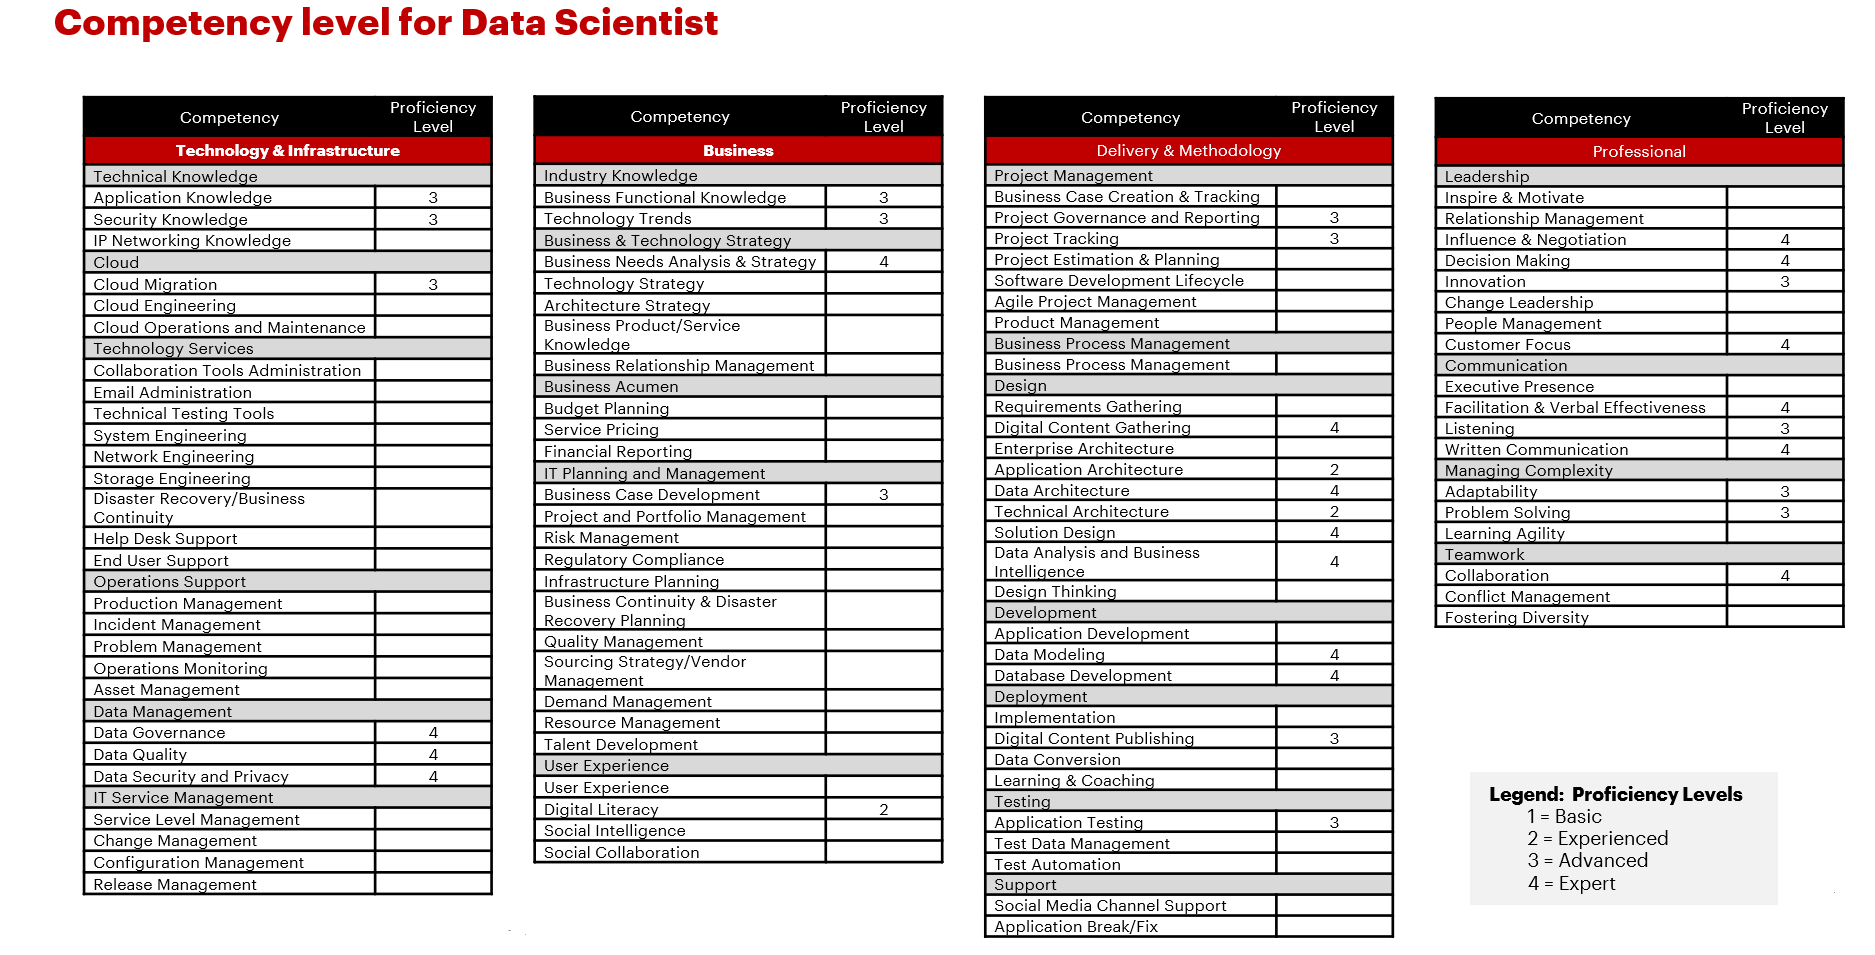 Competency level for Data Scientist
Competency Proficiency
Level
Technology & Infrastructure
Technical Knowledge
Application Knowledge 3
Security Knowledge 3
IP Networking Knowledge
Cloud
Cloud Migration 3
Cloud Engineering
Cloud Operations and Maintenance
Technology Services
Collaboration Tools Administration
Email Administration
Technical Testing Tools
System Engineering
Network Engineering
Storage Engineering
Disaster Recovery/Business
Continuity
Help Desk Support
End User Support
Operations Support
Production Management
Incident Management
Problem Management
Operations Monitoring
Asset Management
Data Management
Data Governance 4
Data Quality 4
Data Security and Privacy 4
IT Service Management
Service Level Management
Change Management
Configuration Management
Release Management
Competency Proficiency
Level
Business
Industry Knowledge
Business Functional Knowledge 3
Technology Trends 3
Business & Technology Strategy
Business Needs Analysis & Strategy 4
Technology Strategy
Architecture Strategy
Business Product/Service
Knowledge
Business Relationship Management
Business Acumen
Budget Planning
Service Pricing
Financial Reporting
IT Planning and Management
Business Case Development 3
Project and Portfolio Management
Risk Management
Regulatory Compliance
Infrastructure Planning
Business Continuity & Disaster
Recovery Planning
Quality Management
Sourcing Strategy/Vendor
Management
Demand Management
Resource Management
Talent Development
User Experience
User Experience
Digital Literacy 2
Social Intelligence
Social Collaboration
Competency Proficiency
Level
Delivery & Methodology
Project Management
Business Case Creation & Tracking
Project Governance and Reporting 3
Project Tracking 3
Project Estimation & Planning
Software Development Lifecycle
Agile Project Management
Product Management
Business Process Management
Business Process Management
Design
Requirements Gathering
Digital Content Gathering 4
Enterprise Architecture
Application Architecture 2
Data Architecture 4
Technical Architecture 2
Solution Design 4
Data Analysis and Business
Intelligence 4
Design Thinking
Development
Application Development
Data Modeling 4
Database Development 4
Deployment
Implementation
Digital Content Publishing 3
Data Conversion
Learning & Coaching
Testing
Application Testing 3
Test Data Management
Test Automation
Support
Social Media Channel Support
Application Break/Fix
Competency Proficiency
Level
Professional
Leadership
Inspire & Motivate
Relationship Management
Influence & Negotiation 4
Decision Making 4
Innovation 3
Change Leadership
People Management
Customer Focus 4
Communication
Executive Presence
Facilitation & Verbal Effectiveness 4
Listening 3
Written Communication 4
Managing Complexity
Adaptability 3
Problem Solving 3
Learning Agility
Teamwork
Collaboration 4
Conflict Management
Fostering Diversity
Legend: Proficiency Levels
1 = Basic
2 = Experienced
3 = Advanced
4 = Expert